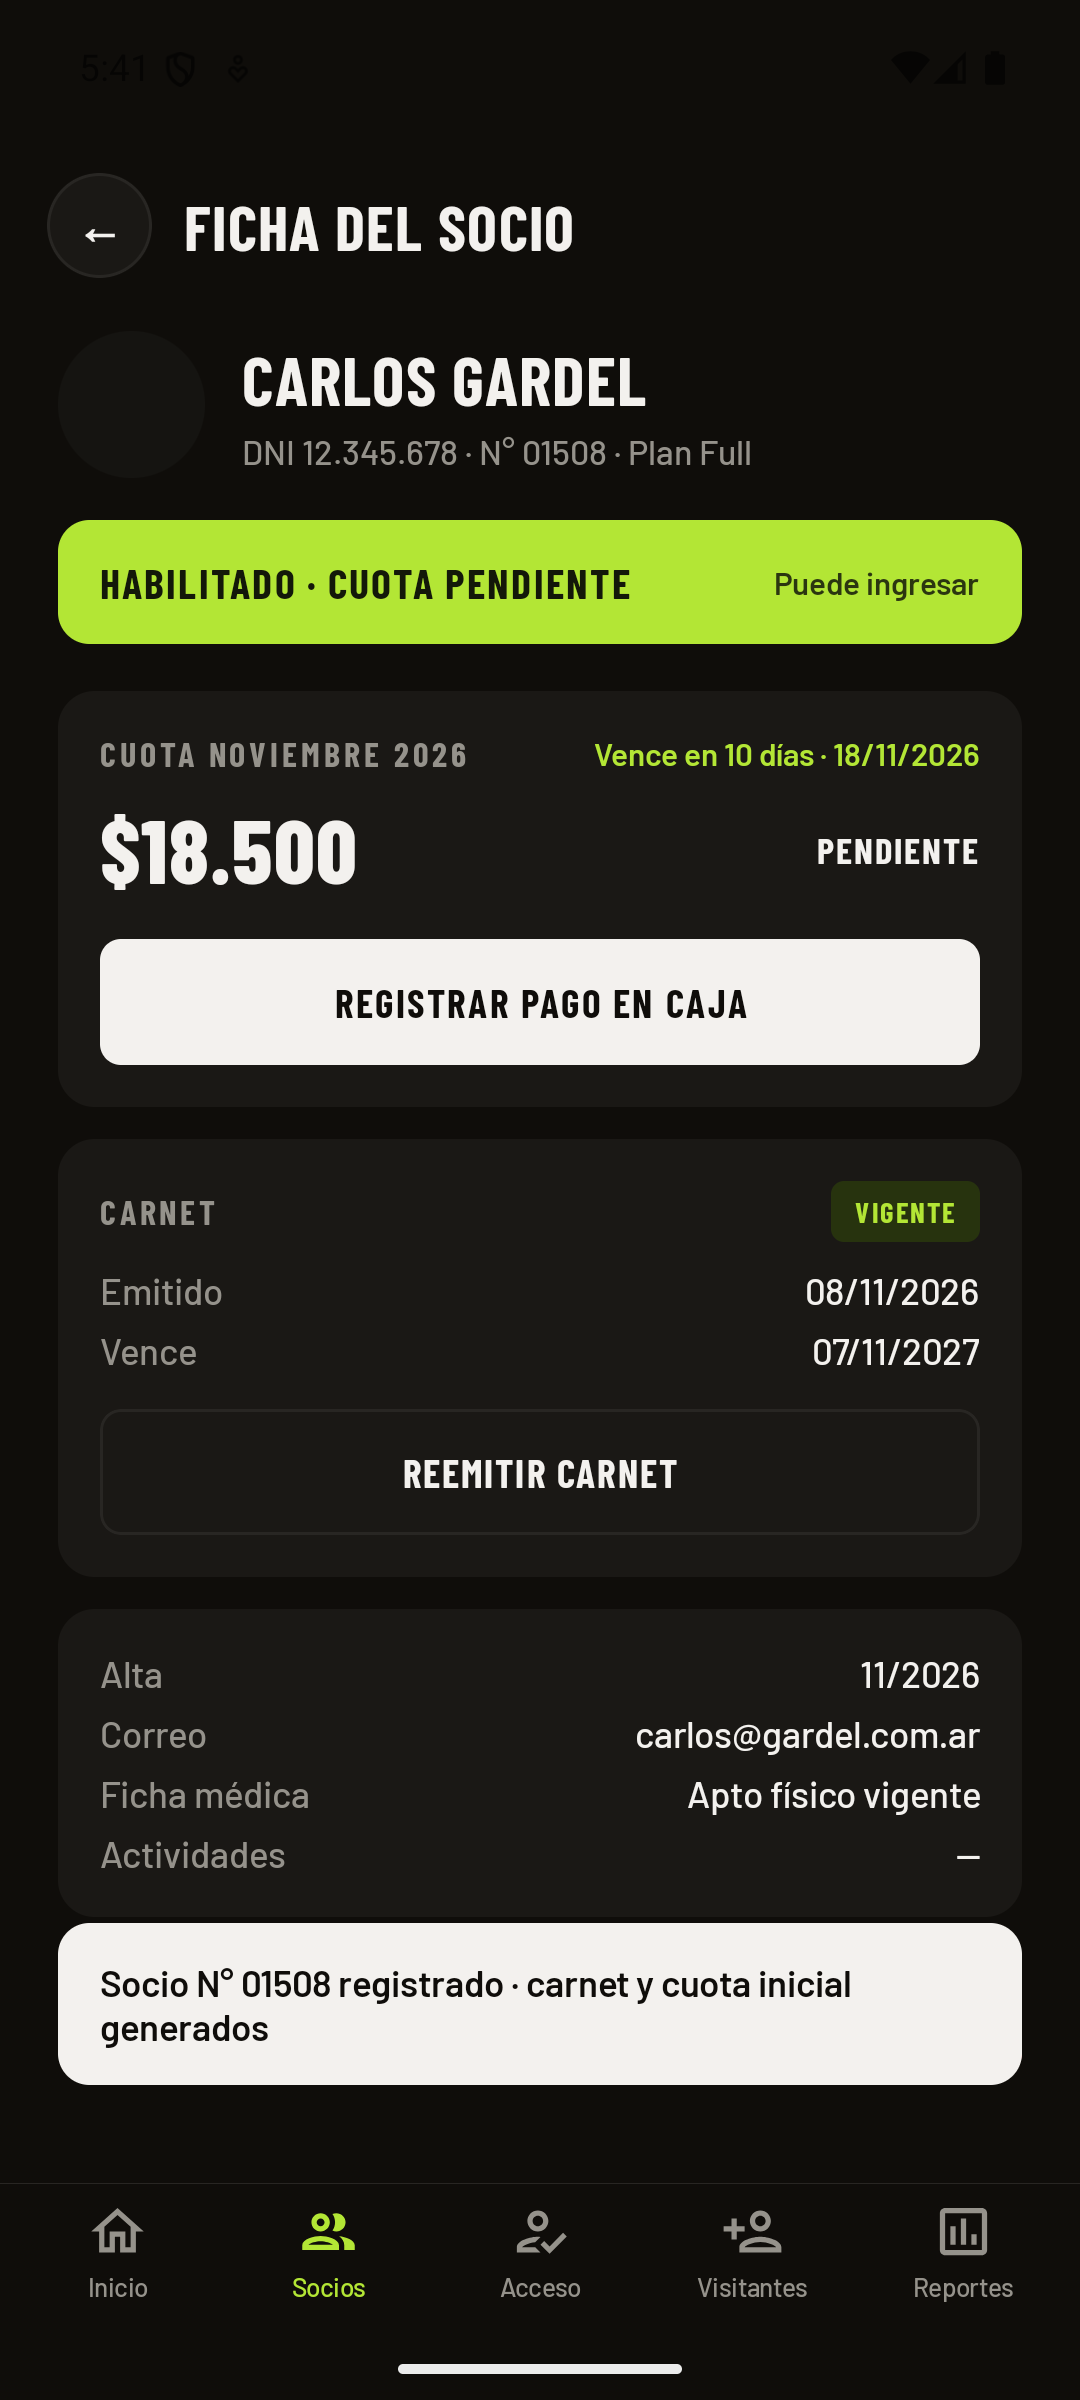 5:41
←
FICHA DEL SOCIO
CARLOS GARDEL
DNI 12.345.678 · N° 01508 · Plan Full
HABILITADO · CUOTA PENDIENTE
Puede ingresar
CUOTA NOVIEMBRE 2026
Vence en 10 días · 18/11/2026
$18.500
PENDIENTE
REGISTRAR PAGO EN CAJA
CARNET
VIGENTE
Emitido 08/11/2026
Vence 07/11/2027
REEMITIR CARNET
Alta 11/2026
Correo carlos@gardel.com.ar
Ficha médica Apto físico vigente
Actividades —
Socio N° 01508 registrado · carnet y cuota inicial
generados
Inicio Socios Acceso Visitantes Reportes